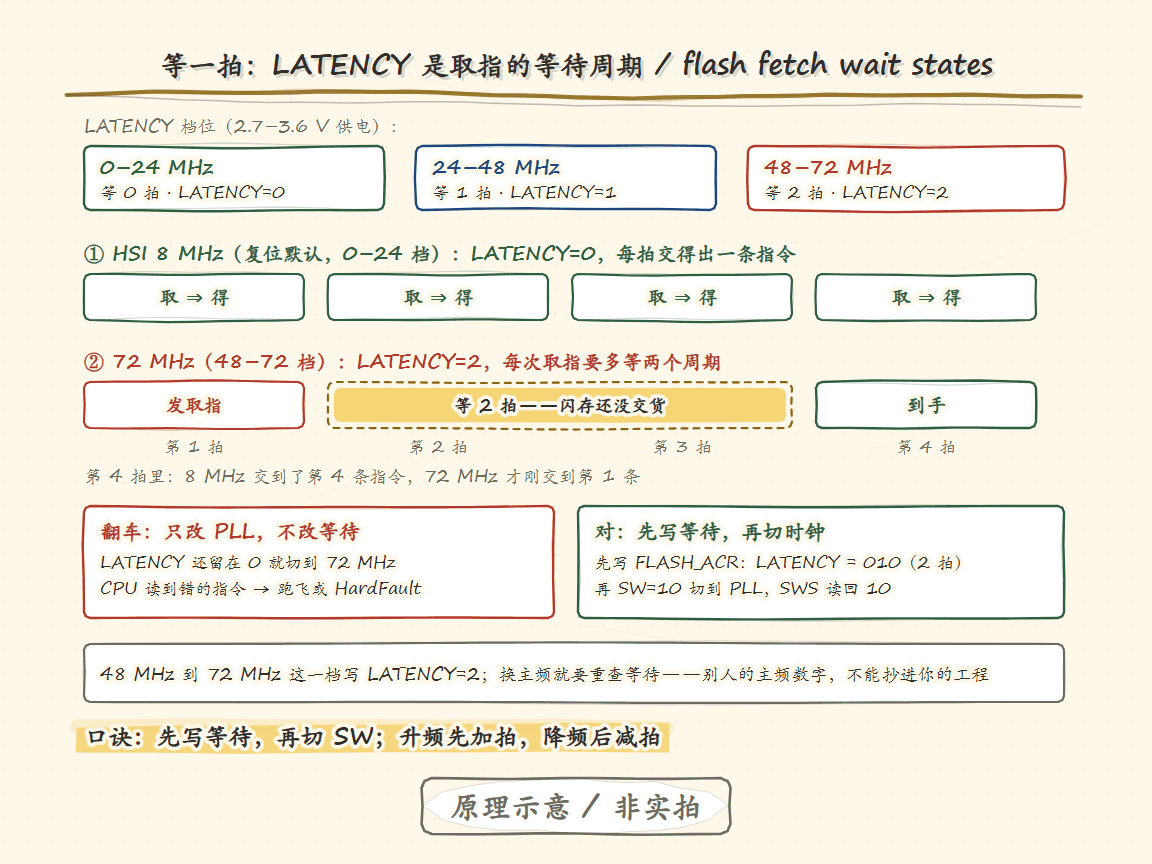 等一拍：LATENCY 是取指的等待周期 / flash fetch wait states
LATENCY 档位（2.7–3.6 V 供电）：
0–24 MHz
等 0 拍 · LATENCY=0
24–48 MHz
等 1 拍 · LATENCY=1
48–72 MHz
等 2 拍 · LATENCY=2
① HSI 8 MHz（复位默认，0–24 档）：LATENCY=0，每拍交得出一条指令
取 ⇒ 得
取 ⇒ 得
取 ⇒ 得
取 ⇒ 得
② 72 MHz（48–72 档）：LATENCY=2，每次取指要多等两个周期
发取指
等 2 拍——闪存还没交货
到手
第 1 拍
第 2 拍
第 3 拍
第 4 拍
第 4 拍里：8 MHz 交到了第 4 条指令，72 MHz 才刚交到第 1 条
翻车：只改 PLL，不改等待
LATENCY 还留在 0 就切到 72 MHz
CPU 读到错的指令 → 跑飞或 HardFault
对：先写等待，再切时钟
先写 FLASH_ACR：LATENCY = 010（2 拍）
再 SW=10 切到 PLL，SWS 读回 10
48 MHz 到 72 MHz 这一档写 LATENCY=2；换主频就要重查等待——别人的主频数字，不能抄进你的工程
口诀：先写等待，再切 SW；升频先加拍，降频后减拍
原理示意 / 非实拍